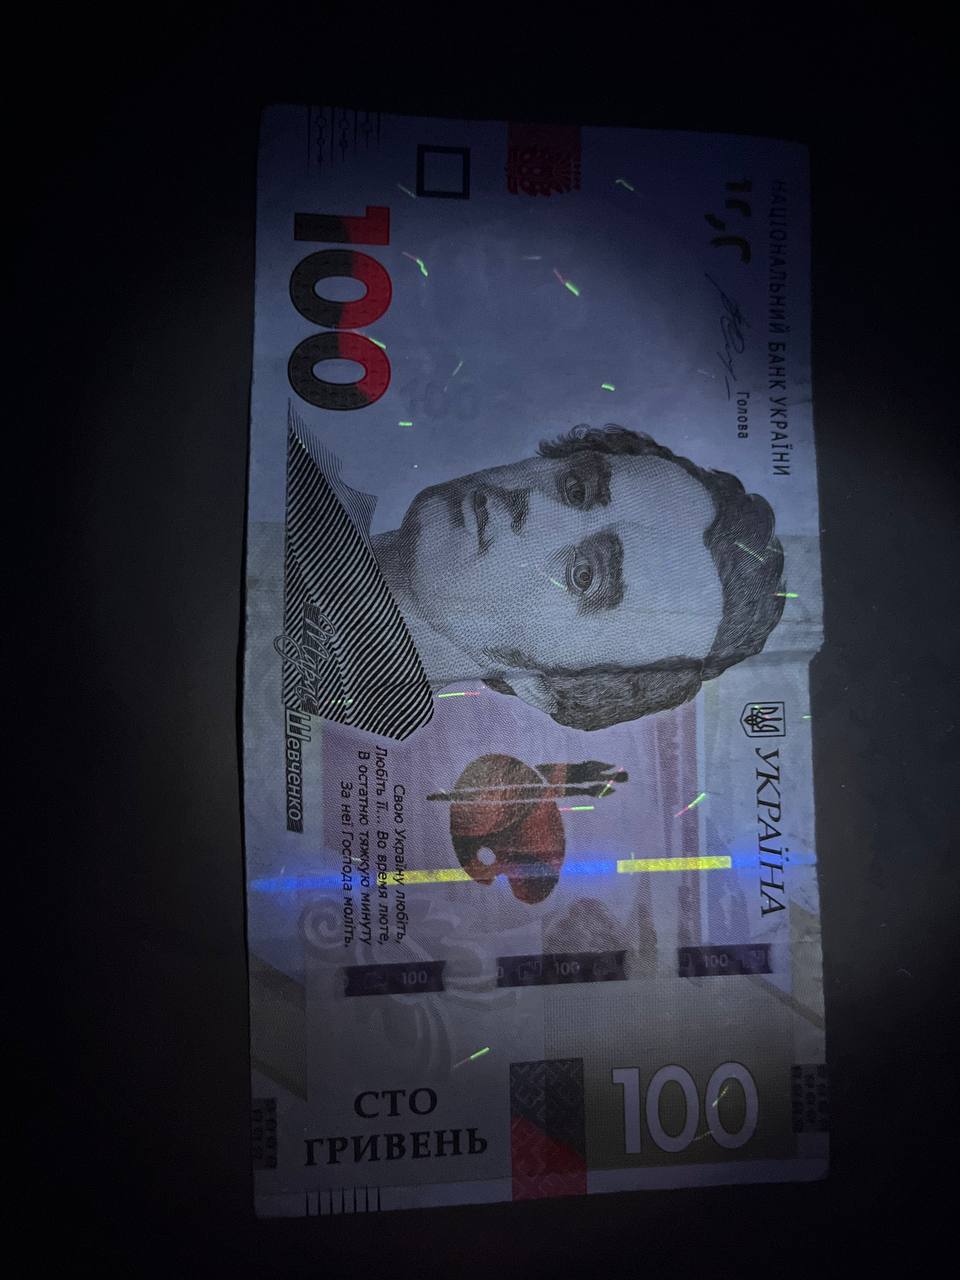 НАЦІОНАЛЬНИЙ БАНК УКРАЇНИ
Голова
УКРАЇНА
100
Шевченко
Свою Україну любіть,
Любіть її... Во время люте,
В остатню тяжкую минуту
За неї Господа моліть.
100
100
100
100
СТО
ГРИВЕНЬ